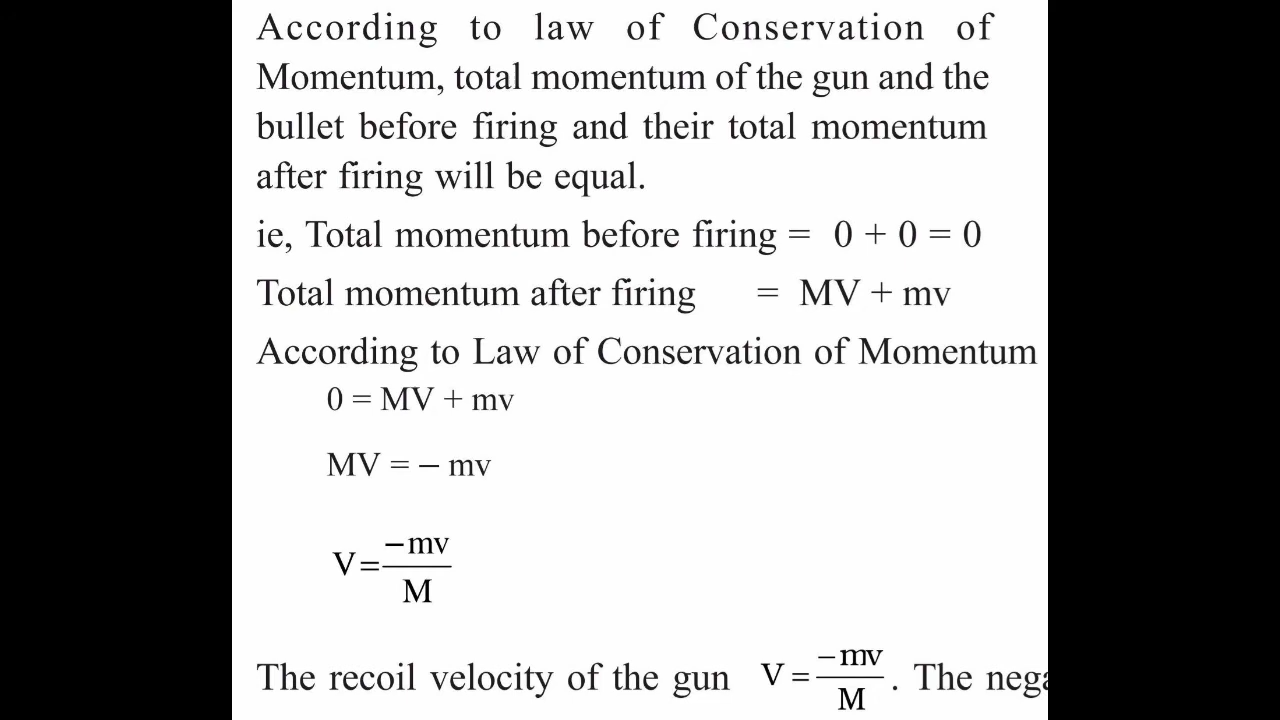 According to law of Conservation of
Momentum, total momentum of the gun and the
bullet before firing and their total momentum
after firing will be equal.
ie, Total momentum before firing = 0 + 0 = 0
Total momentum after firing = MV + mv
According to Law of Conservation of Momentum
0 = MV + mv
MV = − mv
V = −mv / M
The recoil velocity of the gun V = −mv / M . The